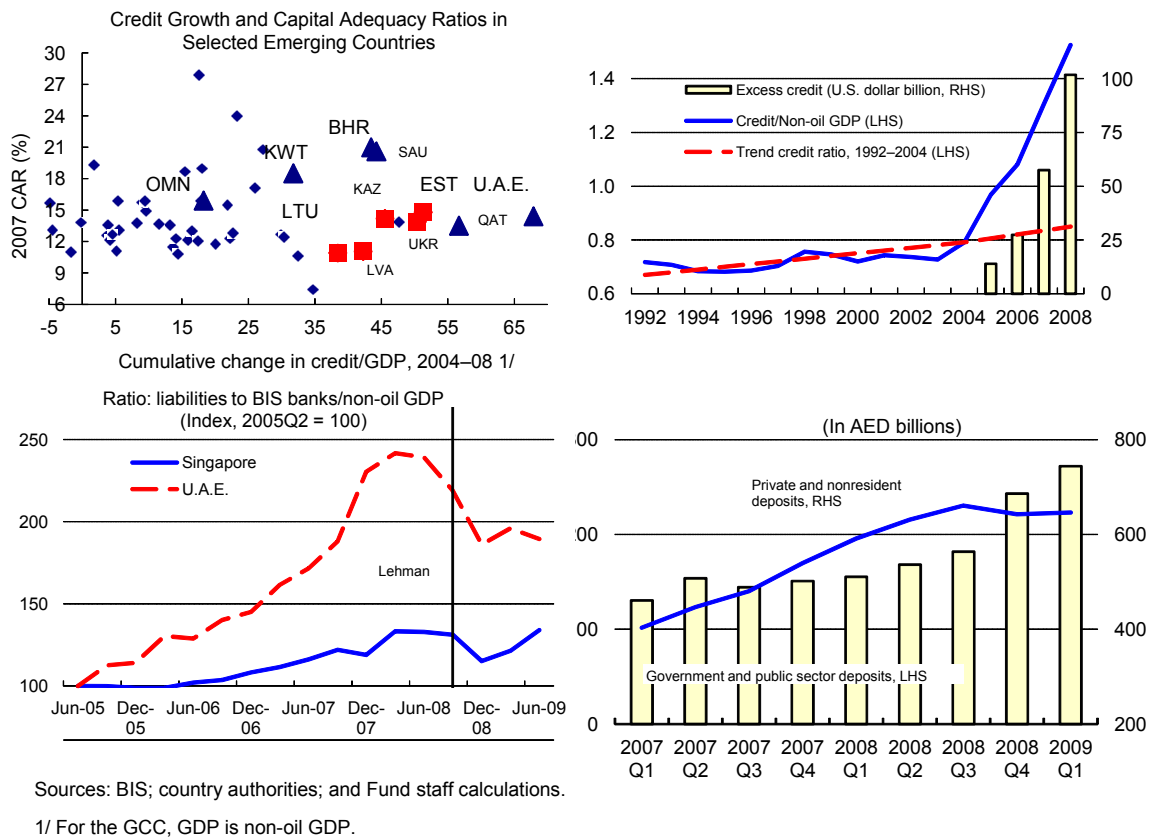 Credit Growth and Capital Adequacy Ratios in
Selected Emerging Countries
2007 CAR (%)
30
27
24
21
18
15
12
9
6
-5
5
15
25
35
45
55
65
OMN
KWT
BHR
SAU
LTU
KAZ
EST
U.A.E.
QAT
UKR
LVA
Cumulative change in credit/GDP, 2004–08 1/
1.4
1.2
1.0
0.8
0.6
Excess credit (U.S. dollar billion, RHS)
Credit/Non-oil GDP (LHS)
Trend credit ratio, 1992–2004 (LHS)
100
75
50
25
0
1992 1994 1996 1998 2000 2002 2004 2006 2008
Ratio: liabilities to BIS banks/non-oil GDP
(Index, 2005Q2 = 100)
250
200
150
100
Singapore
U.A.E.
Lehman
Jun-05 Dec-05 Jun-06 Dec-06 Jun-07 Dec-07 Jun-08 Dec-08 Jun-09
(In AED billions)
:00
00
00
0
Private and nonresident
deposits, RHS
Government and public sector deposits, LHS
800
600
400
200
2007 2007 2007 2007 2008 2008 2008 2008 2009
Q1 Q2 Q3 Q4 Q1 Q2 Q3 Q4 Q1
Sources: BIS; country authorities; and Fund staff calculations.
1/ For the GCC, GDP is non-oil GDP.